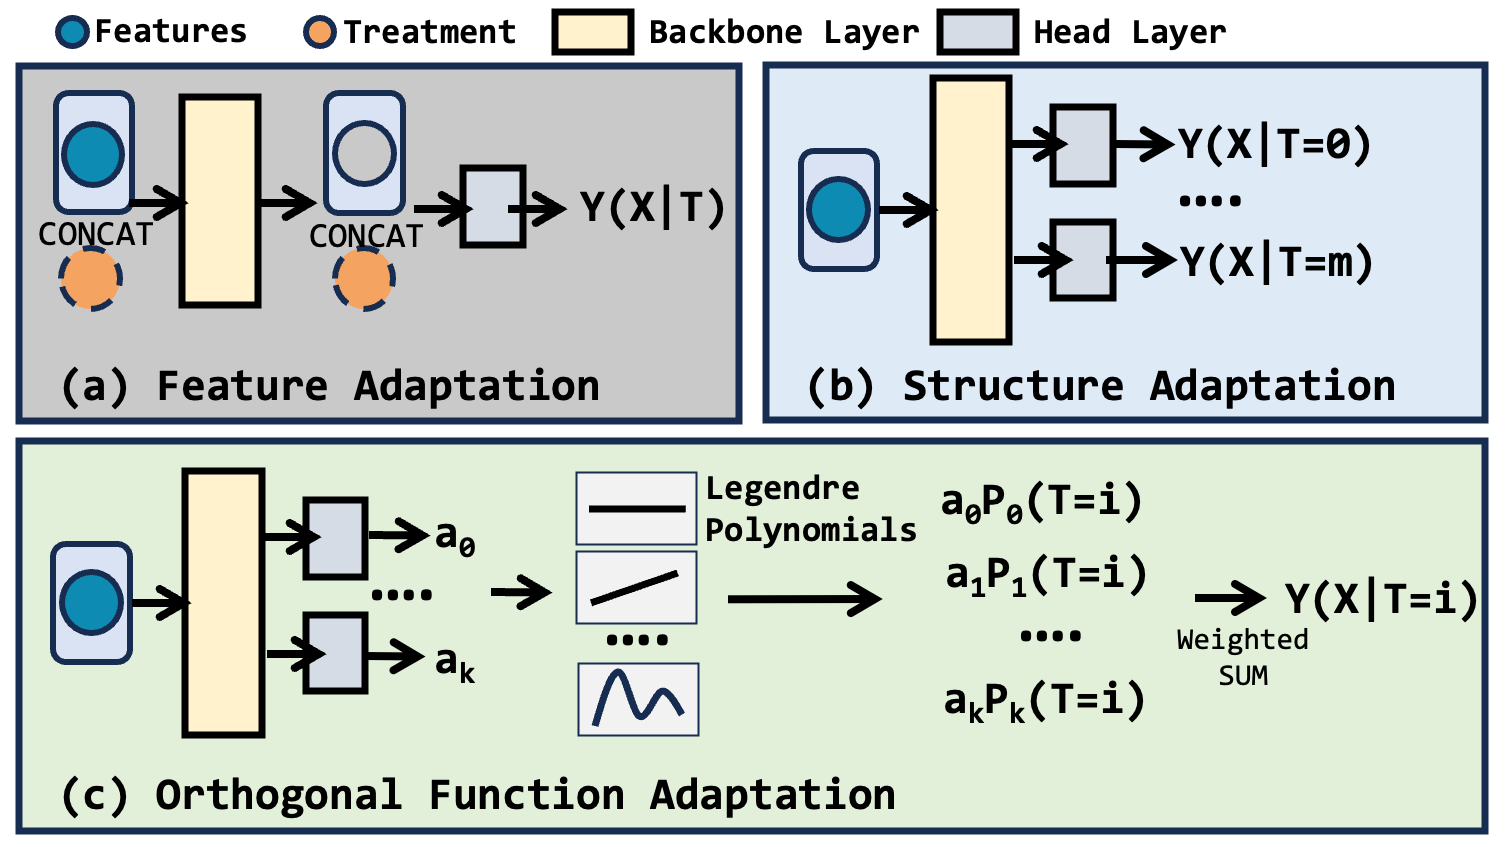 Features Treatment Backbone Layer Head Layer
CONCAT
CONCAT
Y(X|T)
(a) Feature Adaptation
Y(X|T=0)
....
Y(X|T=m)
(b) Structure Adaptation
a0
....
ak
Legendre
Polynomials
....
a0P0(T=i)
a1P1(T=i)
....
akPk(T=i)
Weighted
SUM
Y(X|T=i)
(c) Orthogonal Function Adaptation